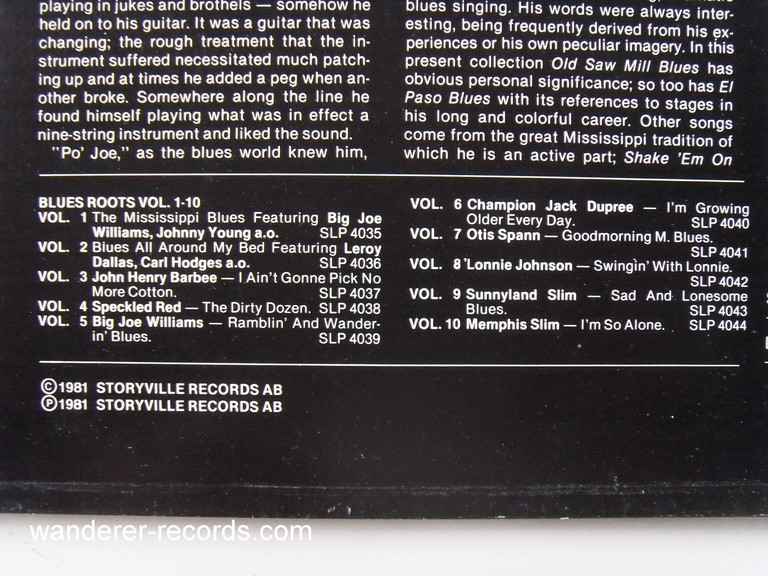 playing in jukes and brothels — somehow he
held on to his guitar. It was a guitar that was
changing; the rough treatment that the in-
strument suffered necessitated much patch-
ing up and at times he added a peg when an-
other broke. Somewhere along the line he
found himself playing what was in effect a
nine-string instrument and liked the sound.
"Po' Joe," as the blues world knew him,
blues singing. His words were always inter-
esting, being frequently derived from his ex-
periences or his own peculiar imagery. In this
present collection Old Saw Mill Blues has
obvious personal significance; so too has El
Paso Blues with its references to stages in
his long and colorful career. Other songs
come from the great Mississippi tradition of
which he is an active part; Shake 'Em On
BLUES ROOTS VOL. 1-10
VOL. 1 The Mississippi Blues Featuring Big Joe
Williams, Johnny Young a.o. SLP 4035
VOL. 2 Blues All Around My Bed Featuring Leroy
Dallas, Carl Hodges a.o. SLP 4036
VOL. 3 John Henry Barbee — I Ain't Gonne Pick No
More Cotton. SLP 4037
VOL. 4 Speckled Red — The Dirty Dozen. SLP 4038
VOL. 5 Big Joe Williams — Ramblin' And Wander-
in' Blues. SLP 4039
VOL. 6 Champion Jack Dupree — I'm Growing
Older Every Day. SLP 4040
VOL. 7 Otis Spann — Goodmorning M. Blues.
SLP 4041
VOL. 8 Lonnie Johnson — Swingin' With Lonnie.
SLP 4042
VOL. 9 Sunnyland Slim — Sad And Lonesome
Blues. SLP 4043
VOL. 10 Memphis Slim — I'm So Alone. SLP 4044
©1981 STORYVILLE RECORDS AB
℗1981 STORYVILLE RECORDS AB
wanderer-records.com